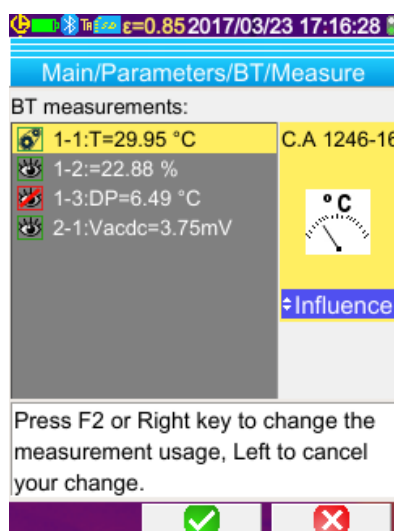 ε=0.85 2017/03/23 17:16:28
Main/Parameters/BT/Measure
BT measurements:
1-1:T=29.95 °C
C.A 1246-16
1-2:=22.88 %
1-3:DP=6.49 °C
2-1:Vacdc=3.75mV
°C
Influence
Press F2 or Right key to change the
measurement usage, Left to cancel
your change.